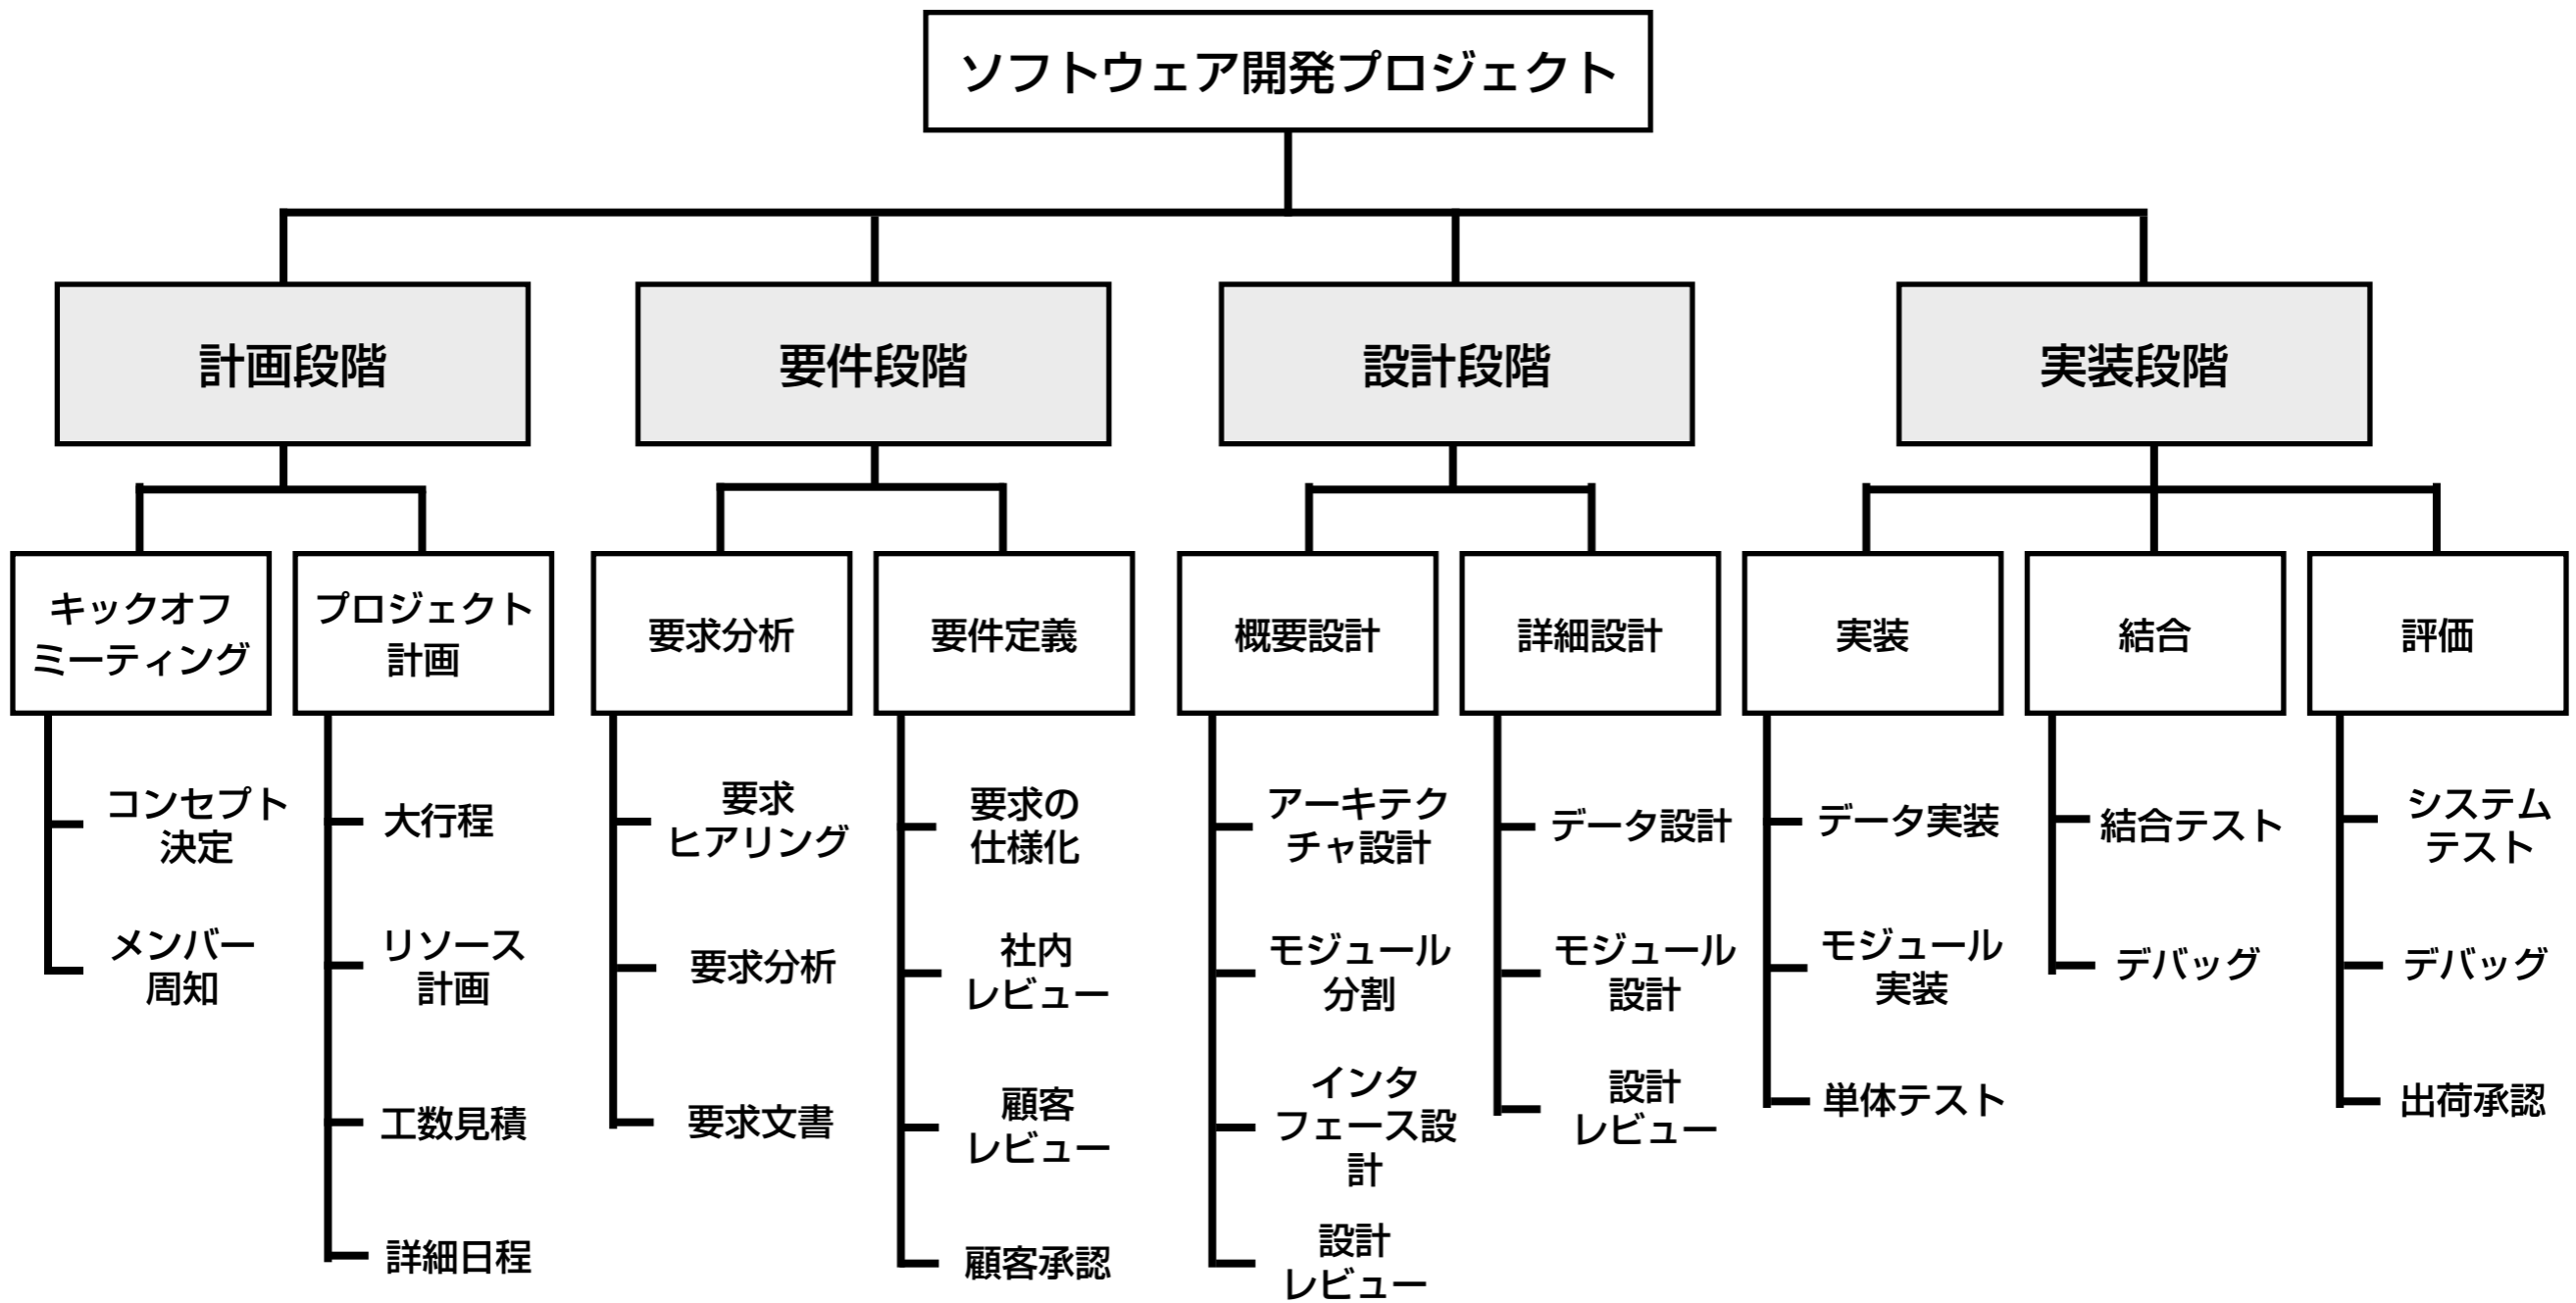 ソフトウェア開発プロジェクト
計画段階
要件段階
設計段階
実装段階
キックオフ
ミーティング
プロジェクト
計画
要求分析
要件定義
概要設計
詳細設計
実装
結合
評価
コンセプト
決定
メンバー
周知
大行程
リソース
計画
工数見積
詳細日程
要求
ヒアリング
要求分析
要求文書
要求の
仕様化
社内
レビュー
顧客
レビュー
顧客承認
アーキテク
チャ設計
モジュール
分割
インタ
フェース設
計
設計
レビュー
データ設計
モジュール
設計
設計
レビュー
データ実装
モジュール
実装
単体テスト
結合テスト
デバッグ
システム
テスト
デバッグ
出荷承認